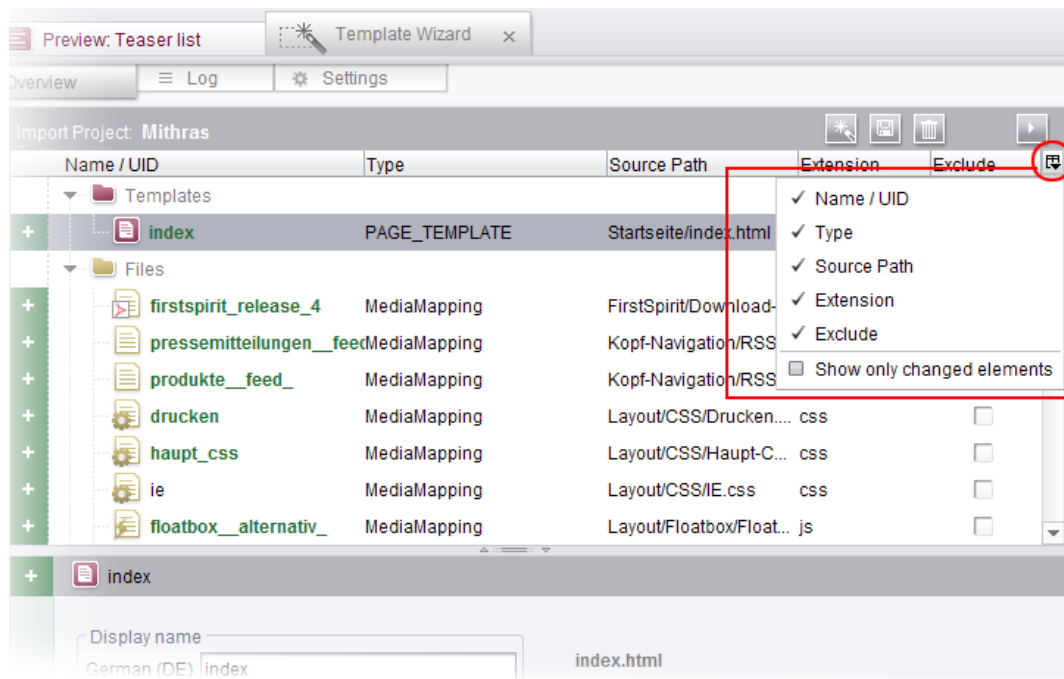 Preview: Teaser list
Template Wizard
Overview
Log
Settings
Import Project: Mithras
Name / UID Type Source Path Extension Exclude
Templates
index PAGE_TEMPLATE Startseite/index.html
Files
firstspirit_release_4 MediaMapping FirstSpirit/Download-
pressemitteilungen__feed MediaMapping Kopf-Navigation/RSS
produkte__feed_ MediaMapping Kopf-Navigation/RSS
drucken MediaMapping Layout/CSS/Drucken.... css
haupt_css MediaMapping Layout/CSS/Haupt-C... css
ie MediaMapping Layout/CSS/IE.css css
floatbox__alternativ_ MediaMapping Layout/Floatbox/Float... js
Name / UID
Type
Source Path
Extension
Exclude
Show only changed elements
index
Display name
German (DE) index
index.html